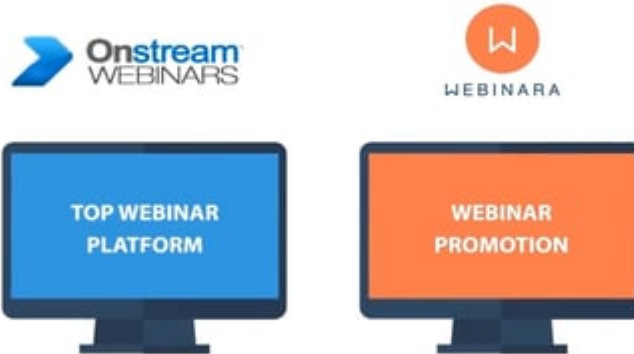 Onstream
WEBINARS
WEBINARA
TOP WEBINAR
PLATFORM
WEBINAR
PROMOTION